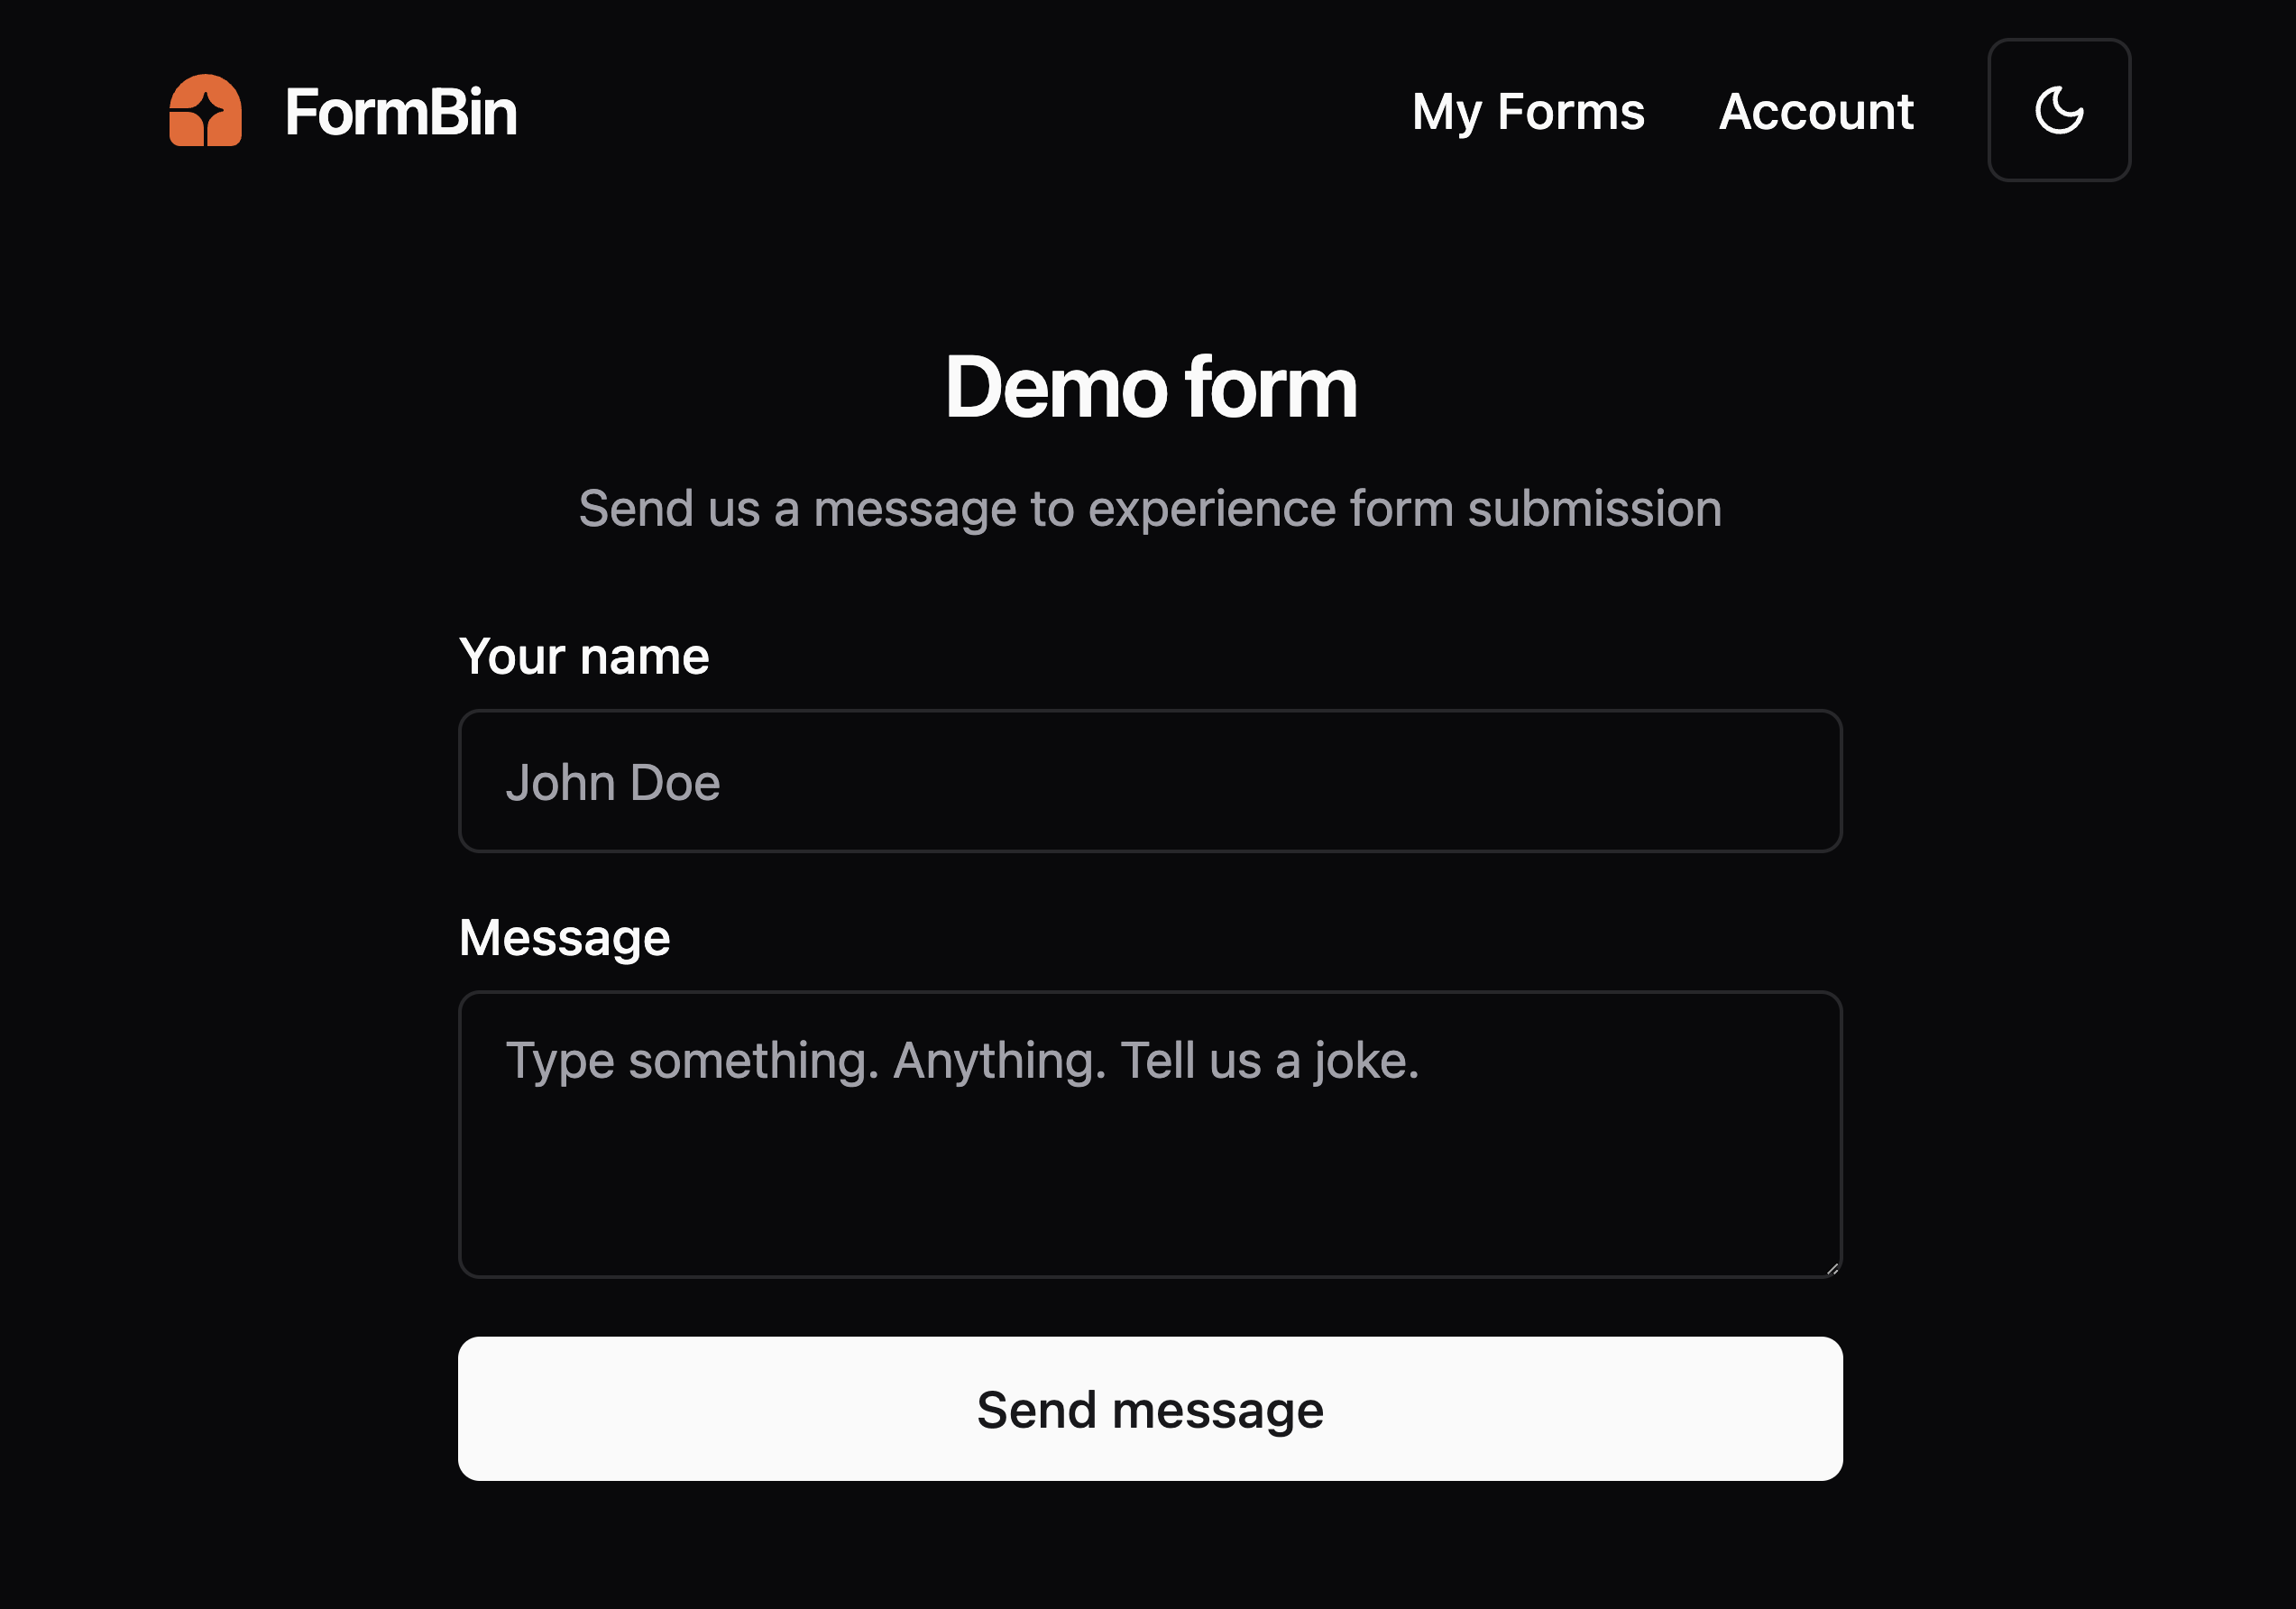 FormBin
My Forms
Account
Demo form
Send us a message to experience form submission
Your name
John Doe
Message
Type something. Anything. Tell us a joke.
Send message